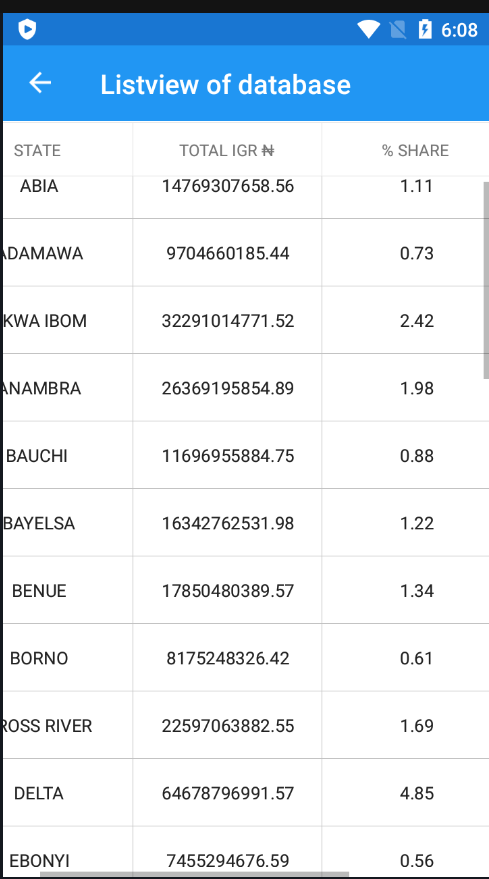 6:08
Listview of database
STATE TOTAL IGR ₦ % SHARE
ABIA 14769307658.56 1.11
ADAMAWA 9704660185.44 0.73
KWA IBOM 32291014771.52 2.42
ANAMBRA 26369195854.89 1.98
BAUCHI 11696955884.75 0.88
BAYELSA 16342762531.98 1.22
BENUE 17850480389.57 1.34
BORNO 8175248326.42 0.61
ROSS RIVER 22597063882.55 1.69
DELTA 64678796991.57 4.85
EBONYI 7455294676.59 0.56